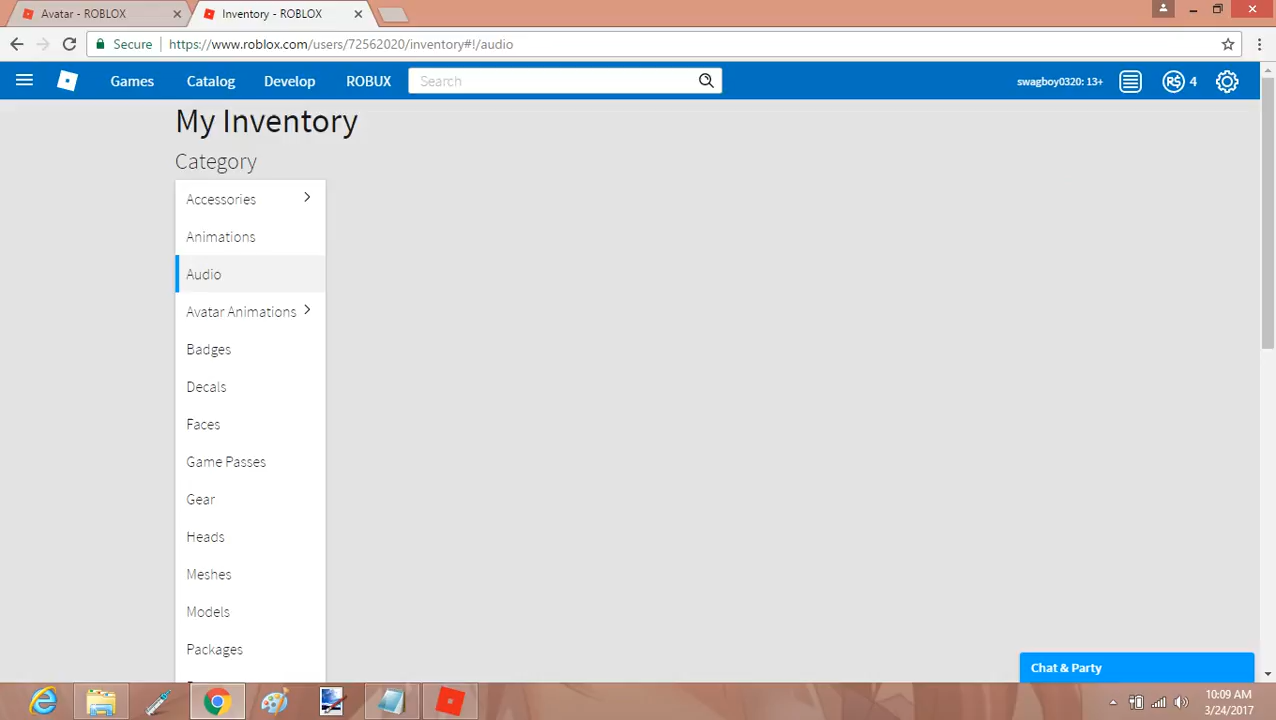 Avatar - ROBLOX
Inventory - ROBLOX
Secure
https://www.roblox.com/users/72562020/inventory#!/audio
Games
Catalog
Develop
ROBUX
Search
swagboy0320: 13+
R$ 4
My Inventory
Category
Accessories
Animations
Audio
Avatar Animations
Badges
Decals
Faces
Game Passes
Gear
Heads
Meshes
Models
Packages
Chat & Party
10:09 AM
3/24/2017